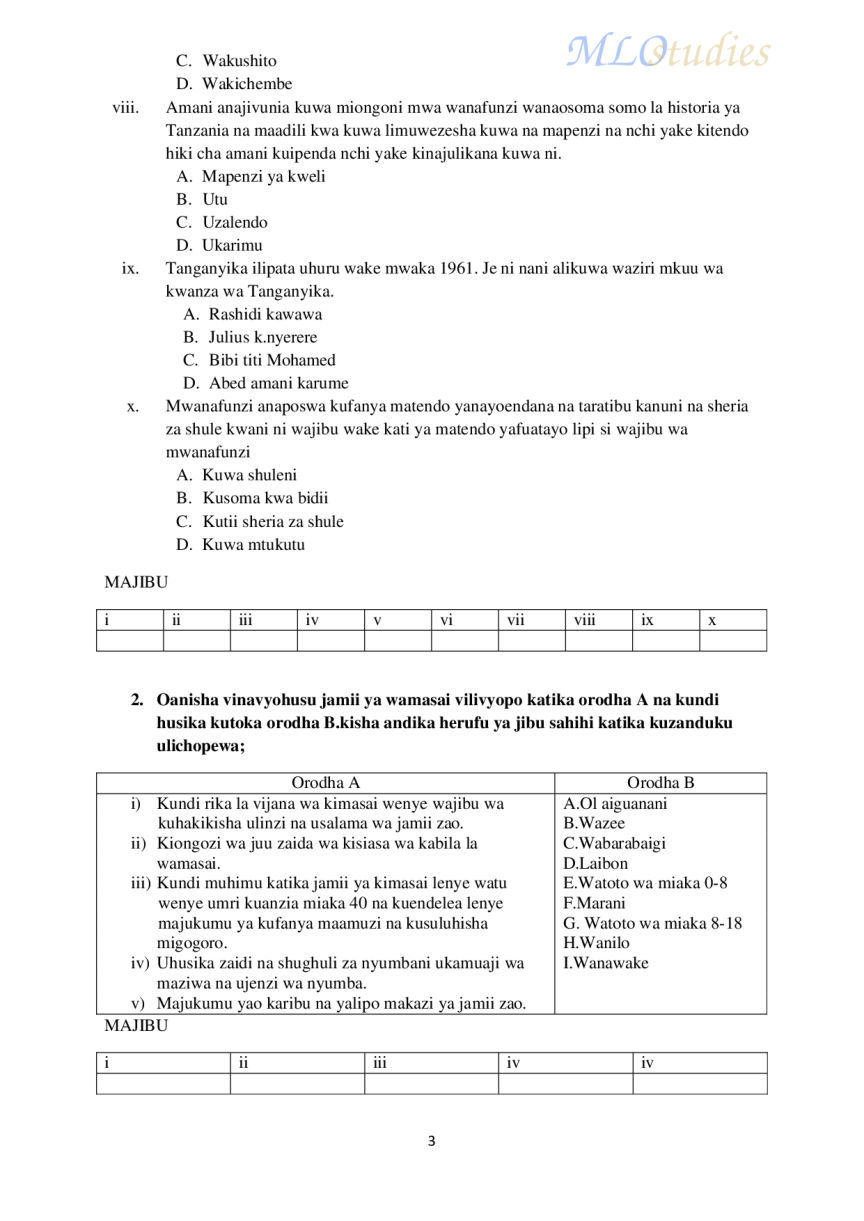 MLOstudies
C. Wakushito
D. Wakichembe
viii. Amani anajivunia kuwa miongoni mwa wanafunzi wanaosoma somo la historia ya
Tanzania na maadili kwa kuwa limuwezesha kuwa na mapenzi na nchi yake kitendo
hiki cha amani kuipenda nchi yake kinajulikana kuwa ni.
A. Mapenzi ya kweli
B. Utu
C. Uzalendo
D. Ukarimu
ix. Tanganyika ilipata uhuru wake mwaka 1961. Je ni nani alikuwa waziri mkuu wa
kwanza wa Tanganyika.
A. Rashidi kawawa
B. Julius k.nyerere
C. Bibi titi Mohamed
D. Abed amani karume
x. Mwanafunzi anaposwa kufanya matendo yanayoendana na taratibu kanuni na sheria
za shule kwani ni wajibu wake kati ya matendo yafuatayo lipi si wajibu wa
mwanafunzi
A. Kuwa shuleni
B. Kusoma kwa bidii
C. Kutii sheria za shule
D. Kuwa mtukutu
MAJIBU
i ii iii iv v vi vii viii ix x
2. Oanisha vinavyohusu jamii ya wamasai vilivyopo katika orodha A na kundi
husika kutoka orodha B.kisha andika herufu ya jibu sahihi katika kuzanduku
ulichopewa;
Orodha A
i) Kundi rika la vijana wa kimasai wenye wajibu wa
kuhakikisha ulinzi na usalama wa jamii zao.
ii) Kiongozi wa juu zaida wa kisiasa wa kabila la
wamasai.
iii) Kundi muhimu katika jamii ya kimasai lenye watu
wenye umri kuanzia miaka 40 na kuendelea lenye
majukumu ya kufanya maamuzi na kusuluhisha
migogoro.
iv) Uhusika zaidi na shughuli za nyumbani ukamuaji wa
maziwa na ujenzi wa nyumba.
v) Majukumu yao karibu na yalipo makazi ya jamii zao.
Orodha B
A.Ol aiguanani
B.Wazee
C.Wabarabaigi
D.Laibon
E.Watoto wa miaka 0-8
F.Marani
G. Watoto wa miaka 8-18
H.Wanilo
I.Wanawake
MAJIBU
i ii iii iv iv
3